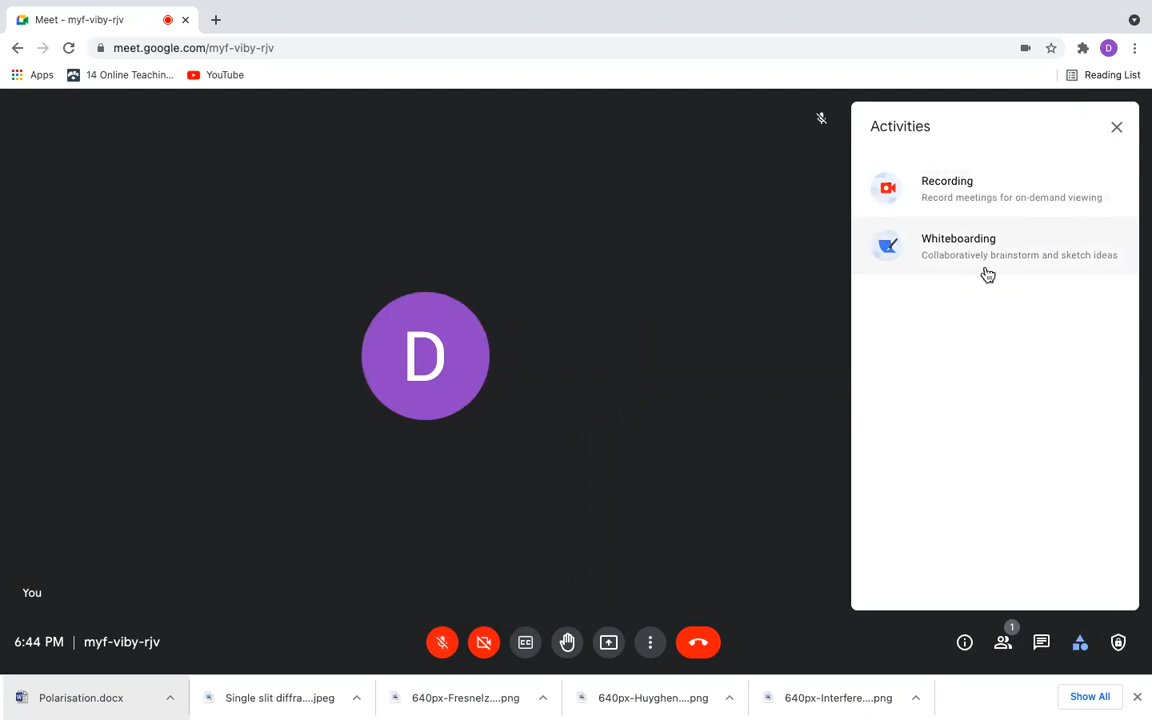 Meet - myf-viby-rjv
meet.google.com/myf-viby-rjv
D
Apps
14 Online Teachin...
YouTube
Reading List
Activities
Recording
Record meetings for on-demand viewing
Whiteboarding
Collaboratively brainstorm and sketch ideas
D
You
6:44 PM | myf-viby-rjv
CC
1
Polarisation.docx
Single slit diffra....jpeg
640px-Fresnelz....png
640px-Huyghen....png
640px-Interfere....png
Show All